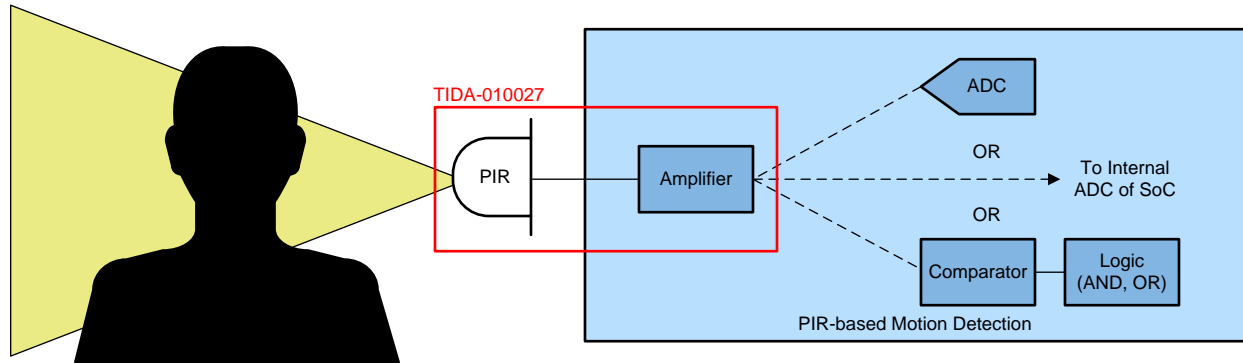 TIDA-010027
PIR
Amplifier
ADC
OR
To Internal
ADC of SoC
OR
Comparator
Logic
(AND, OR)
PIR-based Motion Detection